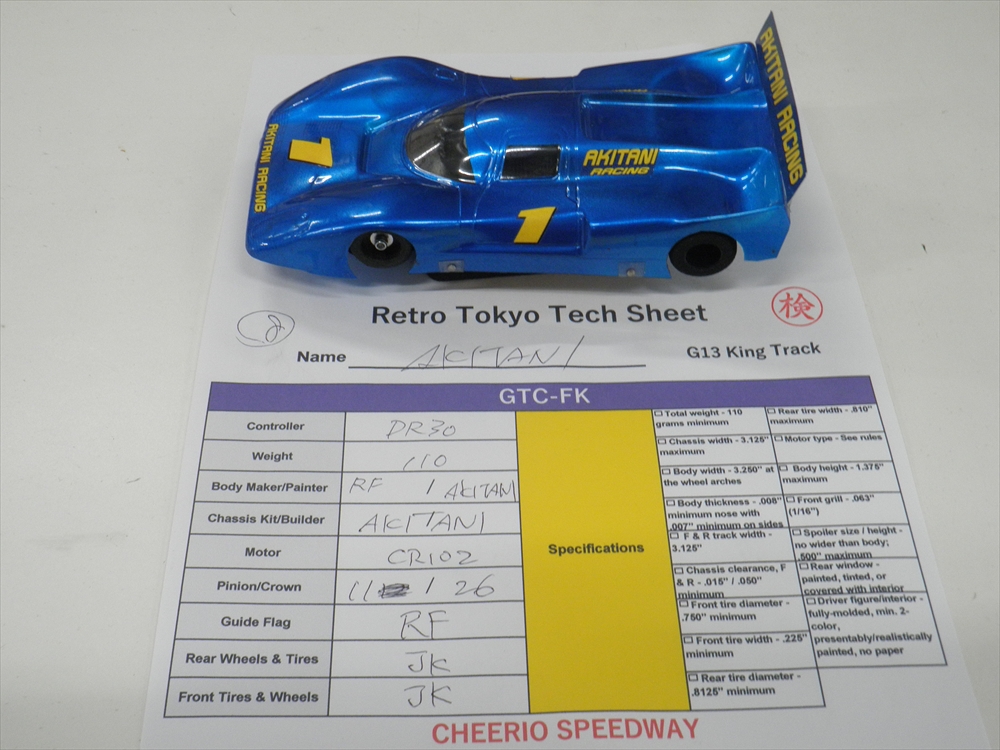 AKITANI RACING
1
AKITANI
RACING
1
AKITANI RACING
Retro Tokyo Tech Sheet
検
Name AKITANI
G13 King Track
GTC-FK
Controller DR30
Weight 110
Body Maker/Painter RF / AKITANI
Chassis Kit/Builder AKITANI
Motor CR102
Pinion/Crown 11 / 26
Guide Flag RF
Rear Wheels & Tires JK
Front Tires & Wheels JK
Specifications
Total weight - 110
grams minimum
Chassis width - 3.125"
maximum
Body width - 3.250" at
the wheel arches
Body thickness - .008"
minimum nose with
.007" minimum on sides
F & R track width -
3.125"
Chassis clearance, F
& R - .015" / .050"
minimum
Front tire diameter -
.750" minimum
Front tire width - .225"
minimum
Rear tire diameter -
.8125" minimum
Rear tire width - .810"
maximum
Motor type - See rules
Body height - 1.375"
maximum
Front grill - .063"
(1/16")
Spoiler size / height -
no wider than body;
.500" maximum
Rear window -
painted, tinted, or
covered with interior
Driver figure/interior -
fully-molded, min. 2-
color,
presentably/realistically
painted, no paper
CHEERIO SPEEDWAY